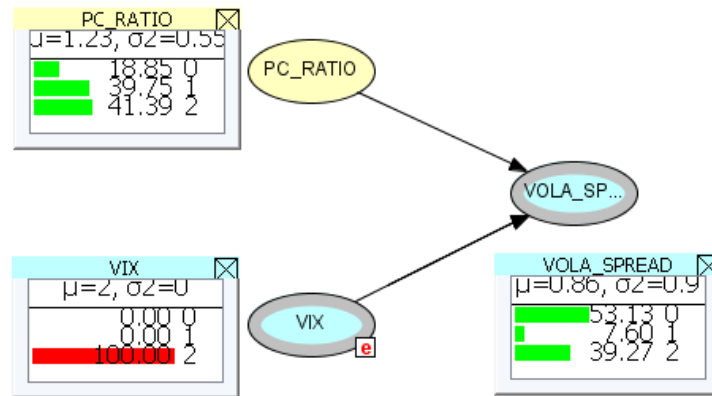 PC_RATIO
μ=1.23, σ2=0.55
18.85 0
39.75 1
41.39 2
PC_RATIO
VOLA_SP...
VIX
μ=2, σ2=0
0.00 0
0.00 1
100.00 2
VIX
e
VOLA_SPREAD
μ=0.86, σ2=0.9
53.13 0
7.60 1
39.27 2